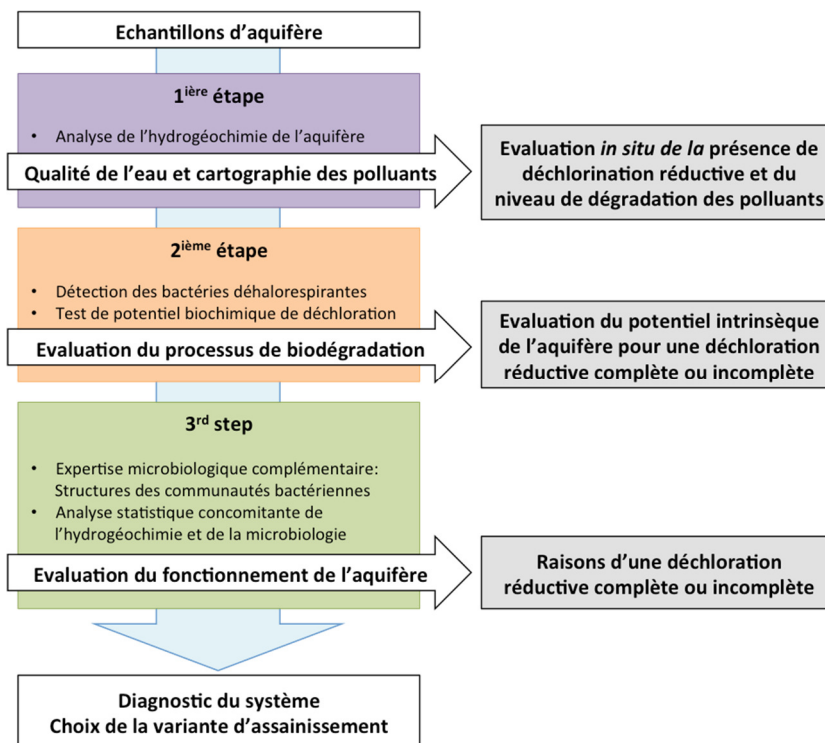 Echantillons d'aquifère
1ière étape
• Analyse de l'hydrogéochimie de l'aquifère
Qualité de l'eau et cartographie des polluants
Evaluation in situ de la présence de
déchlorination réductive et du
niveau de dégradation des polluants
2ième étape
• Détection des bactéries déhalorespirantes
• Test de potentiel biochimique de déchloration
Evaluation du processus de biodégradation
Evaluation du potentiel intrinsèque
de l'aquifère pour une déchloration
réductive complète ou incomplète
3rd step
• Expertise microbiologique complémentaire:
Structures des communautés bactériennes
• Analyse statistique concomitante de
l'hydrogéochimie et de la microbiologie
Evaluation du fonctionnement de l'aquifère
Raisons d'une déchloration
réductive complète ou incomplète
Diagnostic du système
Choix de la variante d'assainissement